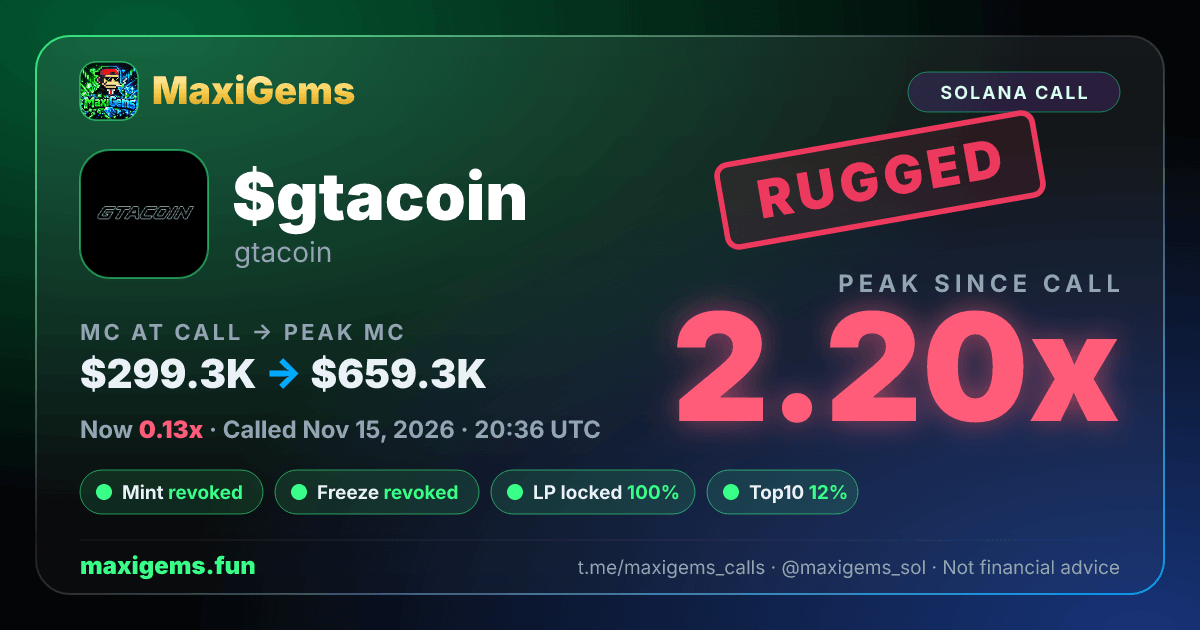 MaxiGems
MaxiGems
SOLANA CALL
RUGGED
GTACOIN
$gtacoin
gtacoin
PEAK SINCE CALL
2.20x
MC AT CALL → PEAK MC
$299.3K → $659.3K
Now 0.13x · Called Nov 15, 2026 · 20:36 UTC
Mint revoked
Freeze revoked
LP locked 100%
Top10 12%
maxigems.fun
t.me/maxigems_calls · @maxigems_sol · Not financial advice